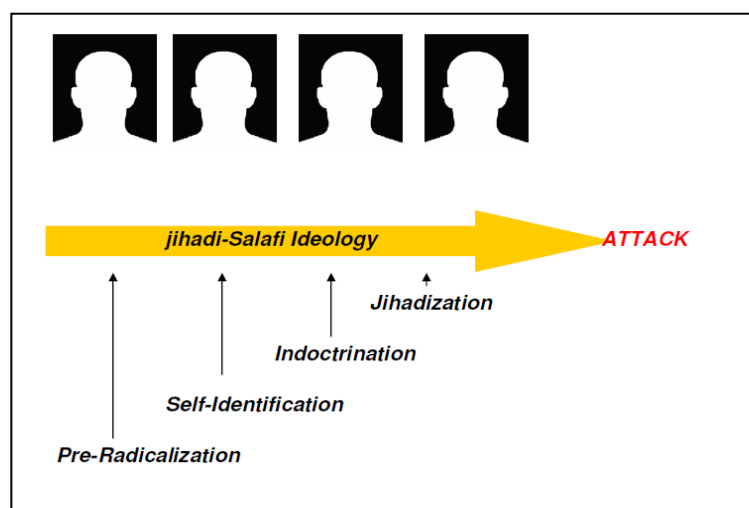 jihadi-Salafi Ideology
ATTACK
Jihadization
Indoctrination
Self-Identification
Pre-Radicalization